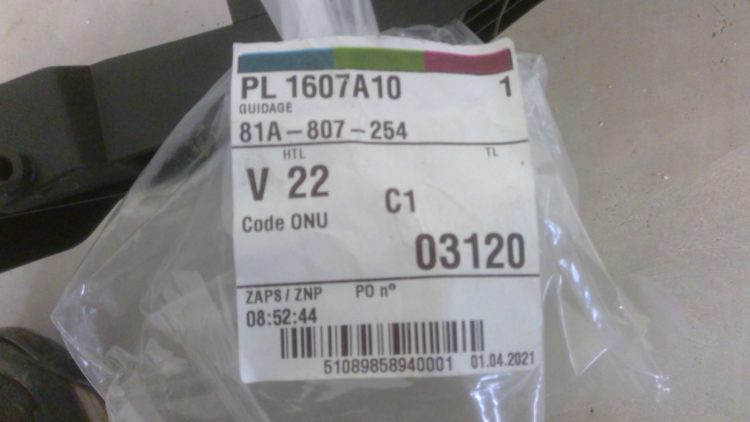 PL 1607A10 1
GUIDAGE
81A-807-254
HTL TL
V 22 C1
Code ONU
03120
ZAPS / ZNP PO nº
08:52:44
51089858940001 01.04.2021